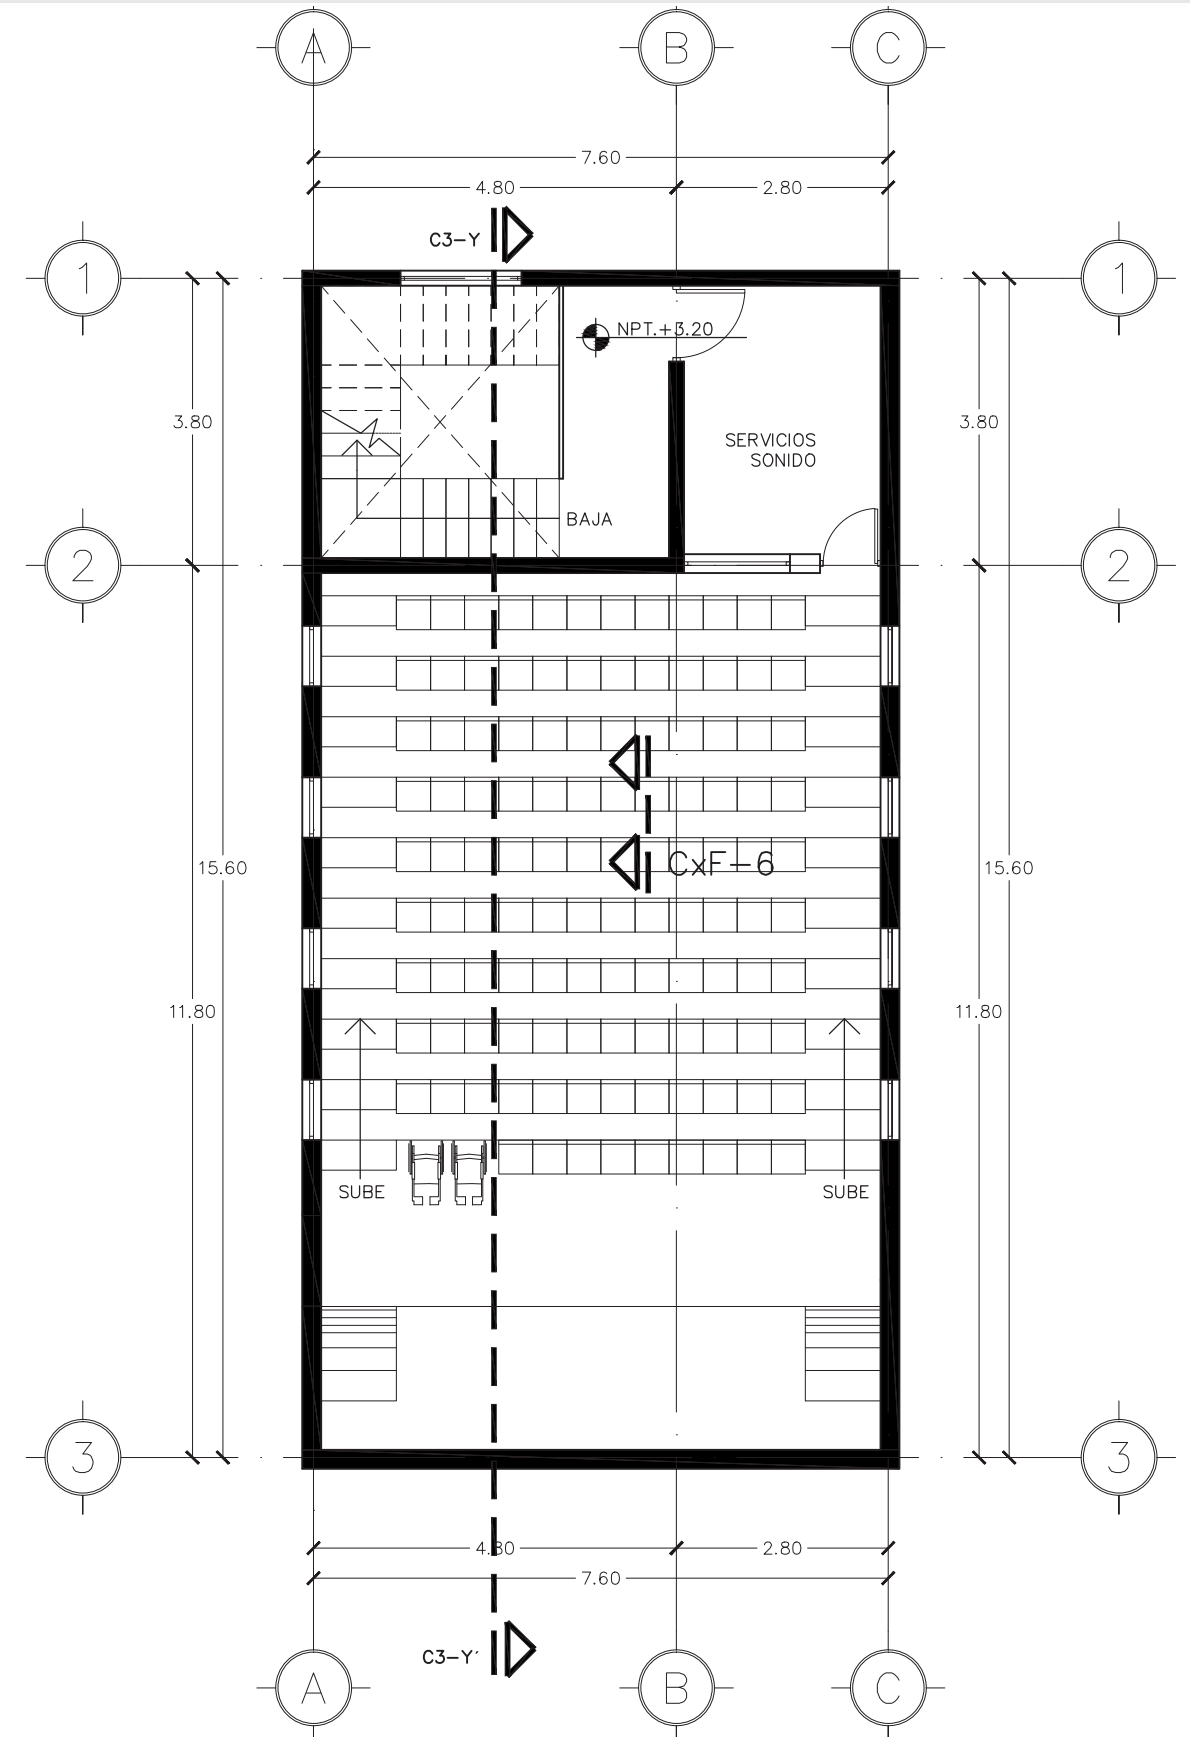 A
B
C
7.60
4.80
2.80
C3-Y
1
1
NPT.+3.20
3.80
3.80
SERVICIOS
SONIDO
BAJA
2
2
CxF-6
15.60
15.60
11.80
11.80
SUBE
SUBE
3
3
4.80
2.80
7.60
C3-Y´
A
B
C